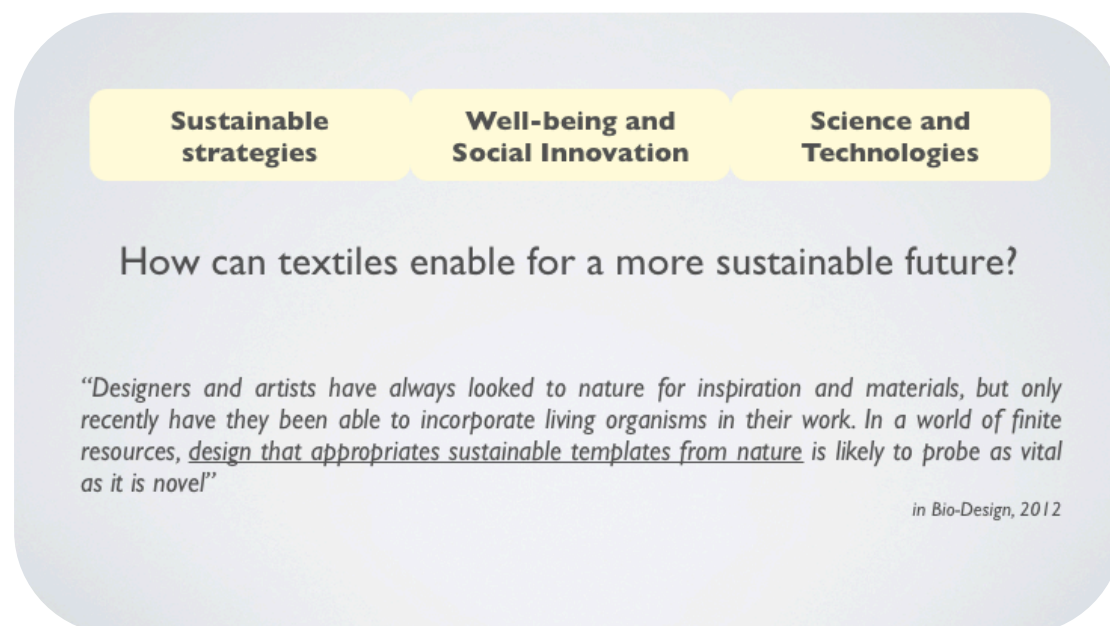 Sustainable
strategies
Well-being and
Social Innovation
Science and
Technologies
How can textiles enable for a more sustainable future?
“Designers and artists have always looked to nature for inspiration and materials, but only
recently have they been able to incorporate living organisms in their work. In a world of finite
resources, design that appropriates sustainable templates from nature is likely to probe as vital
as it is novel”
in Bio-Design, 2012